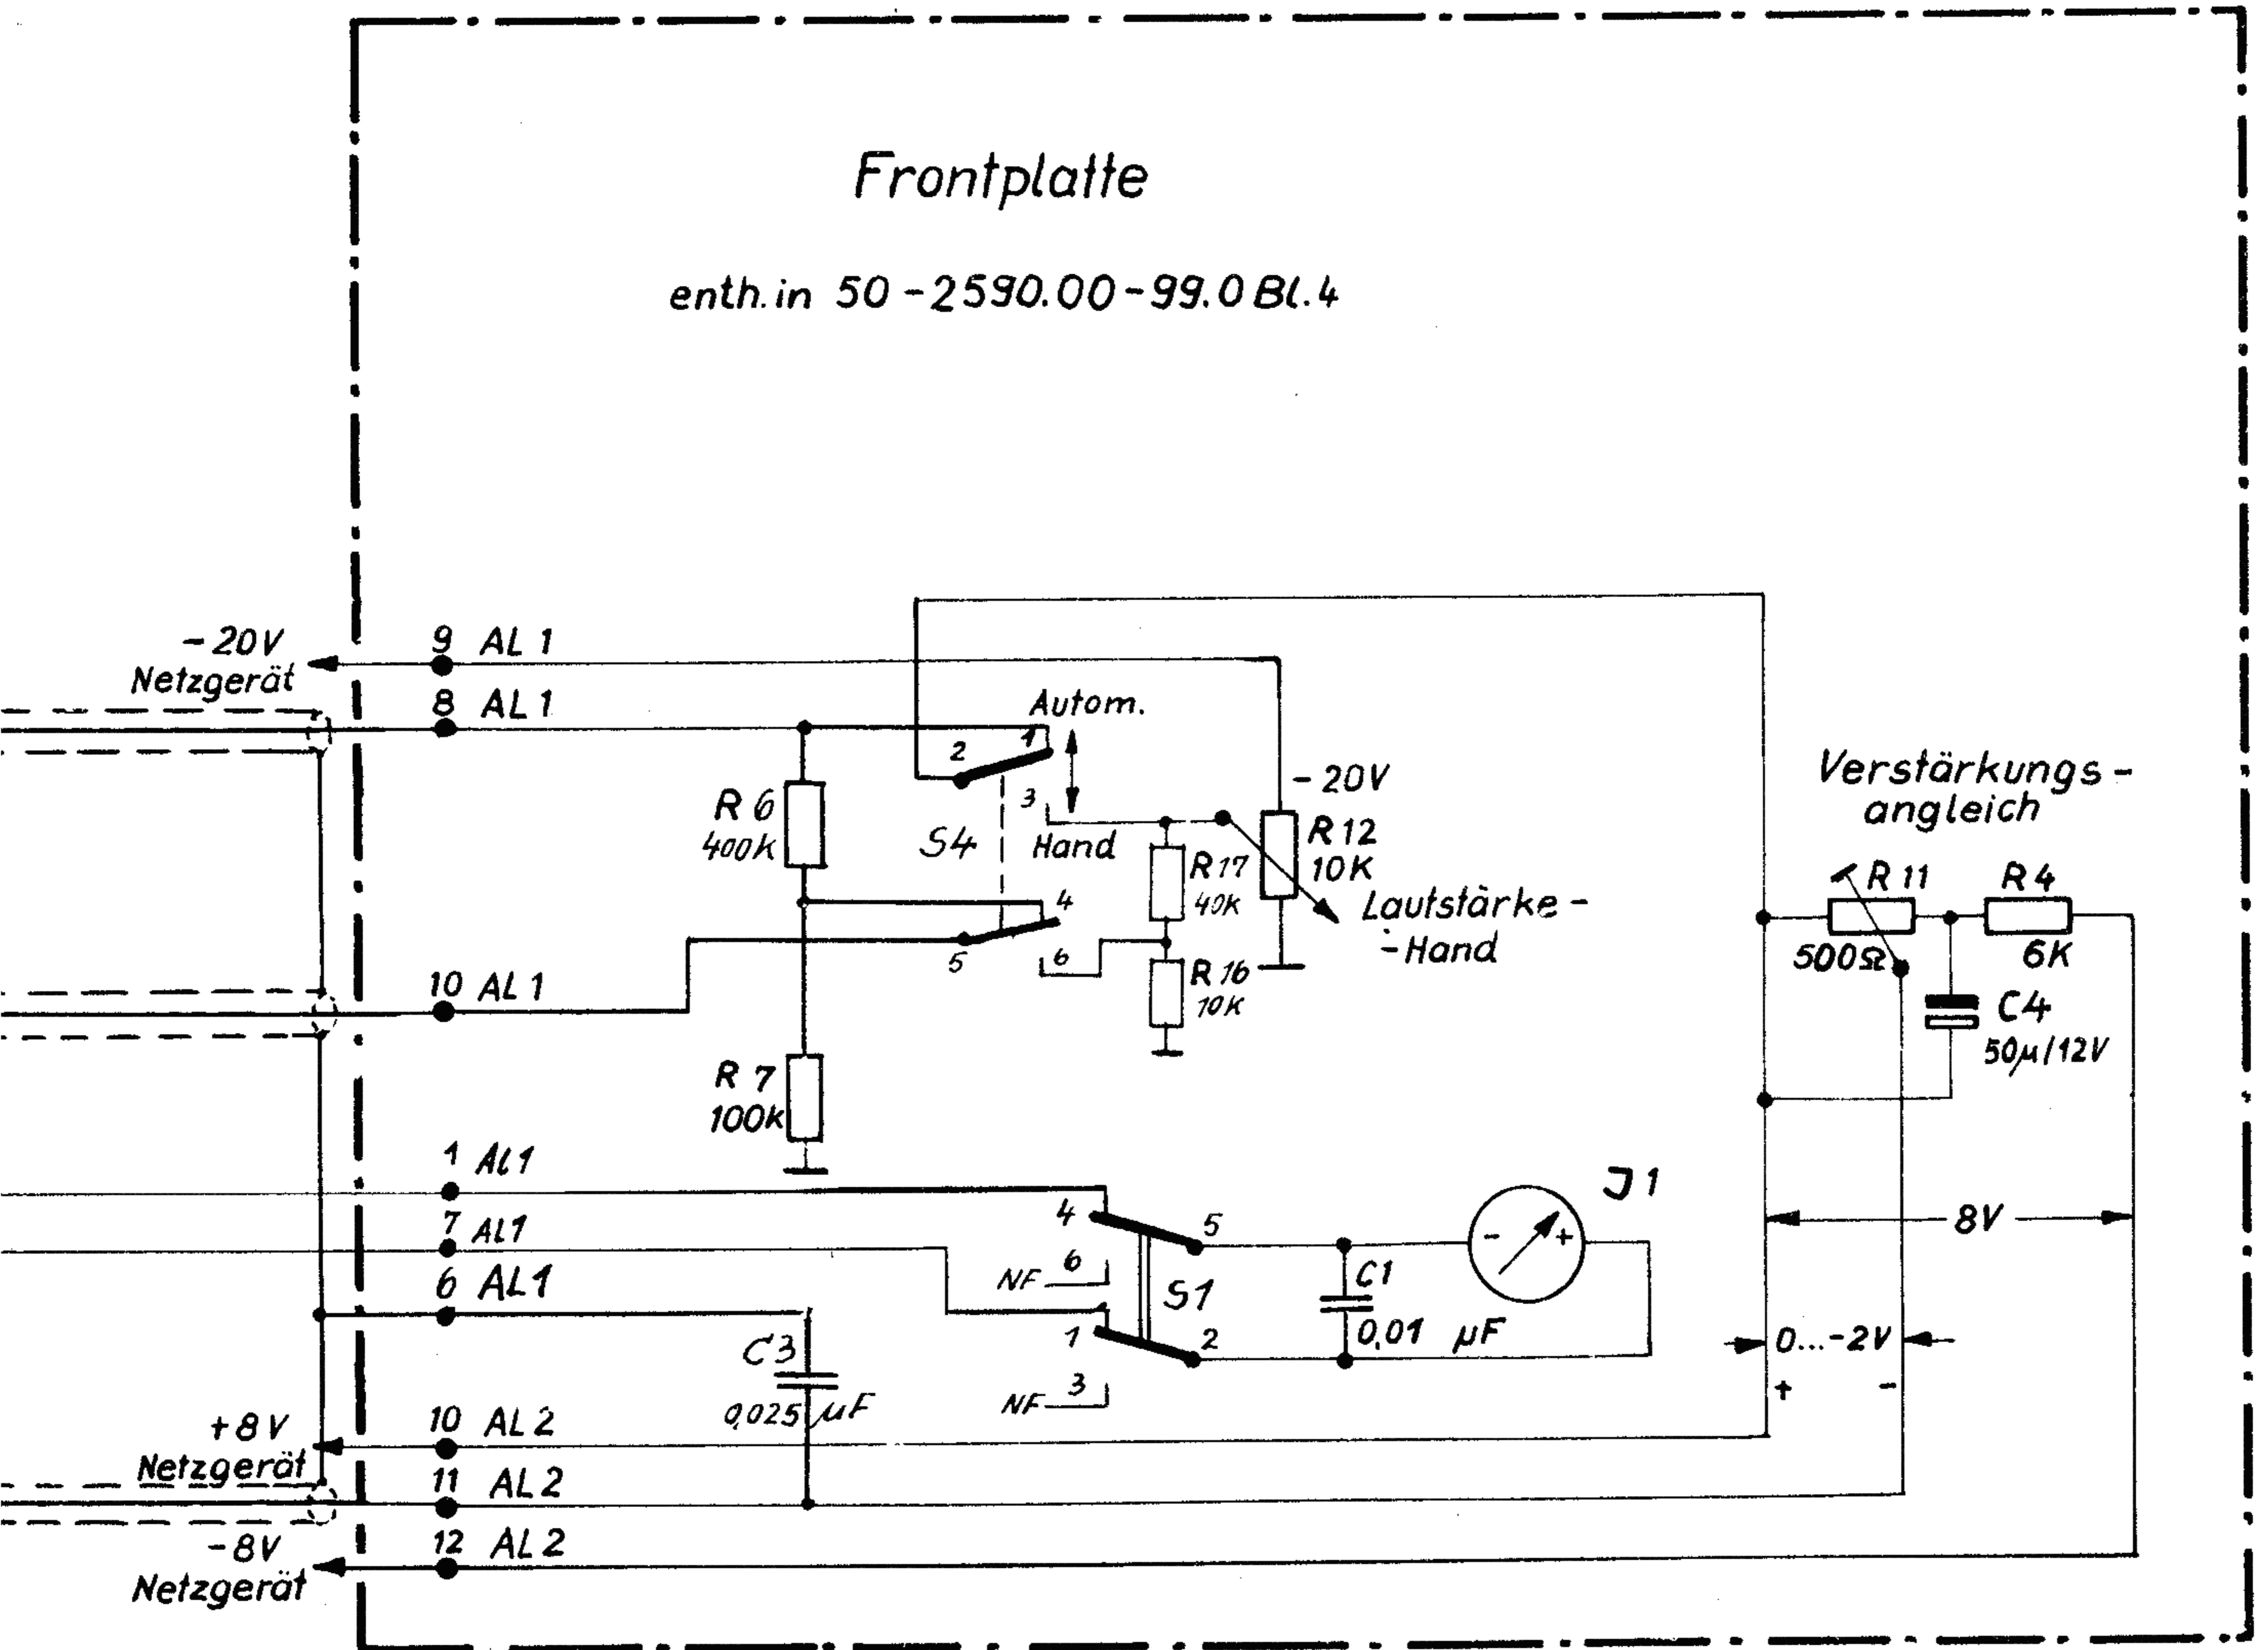 Frontplatte
enth. in 50-2590.00-99.0 Bl.4
-20V
Netzgerät
9 AL 1
8 AL 1
Autom.
2
1
3
Hand
S4
R 6
400K
-20V
R 12
10K
Lautstärke-
-Hand
R 17
40K
R 16
10K
4
5
6
10 AL 1
R 7
100K
Verstärkungs-
angleich
R 11
500Ω
R 4
6K
C4
50µ/12V
1 AL1
7 AL1
6 AL1
4
5
6
NF
S1
1
2
3
NF
C1
0,01 µF
J1
- +
8V
0...-2V
+ -
C3
0,025 µF
+8V
Netzgerät
10 AL 2
11 AL 2
-8V
Netzgerät
12 AL 2